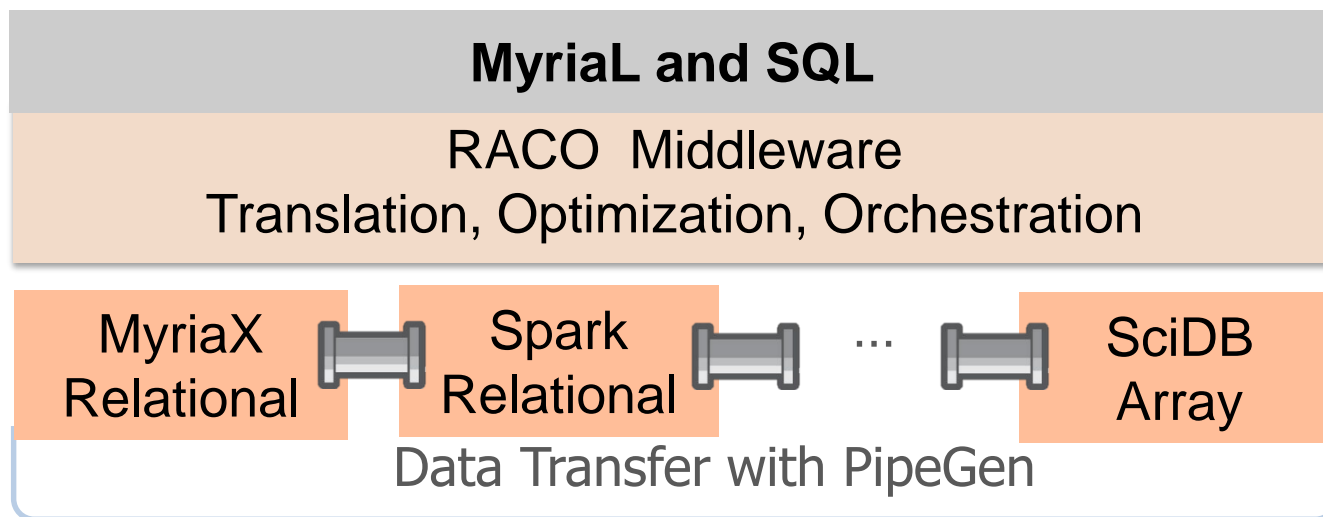 MyriaL and SQL
RACO  Middleware
Translation, Optimization, Orchestration
MyriaX
Relational
Spark
Relational
...
SciDB
Array
Data Transfer with PipeGen